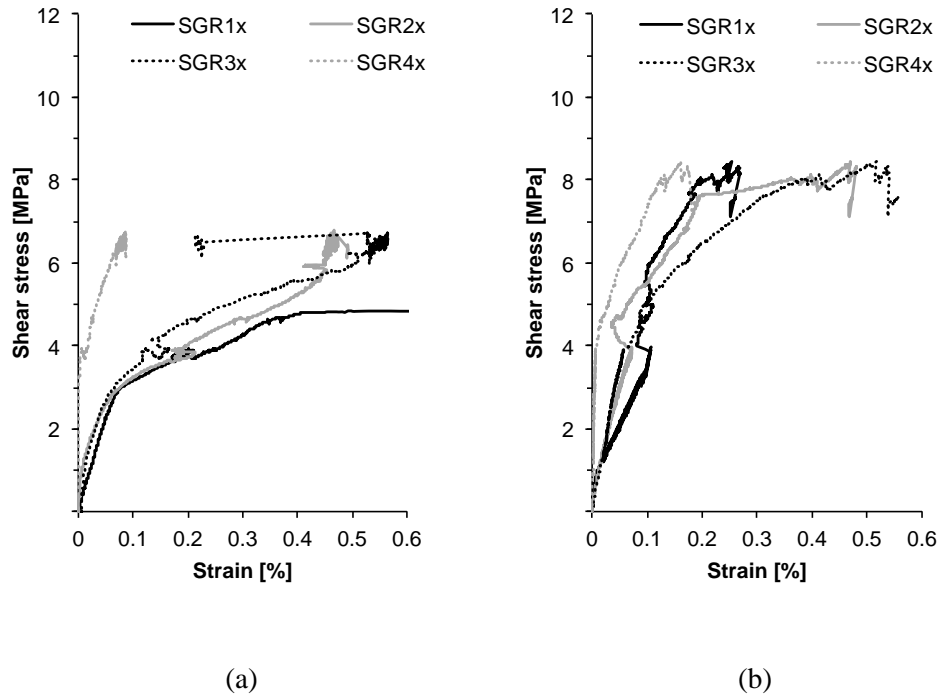 12
10
8
6
4
2
Shear stress [MPa]
SGR1x SGR2x
SGR3x SGR4x
0 0.1 0.2 0.3 0.4 0.5 0.6
Strain [%]
(a)
12
10
8
6
4
2
Shear stress [MPa]
SGR1x SGR2x
SGR3x SGR4x
0 0.1 0.2 0.3 0.4 0.5 0.6
Strain [%]
(b)